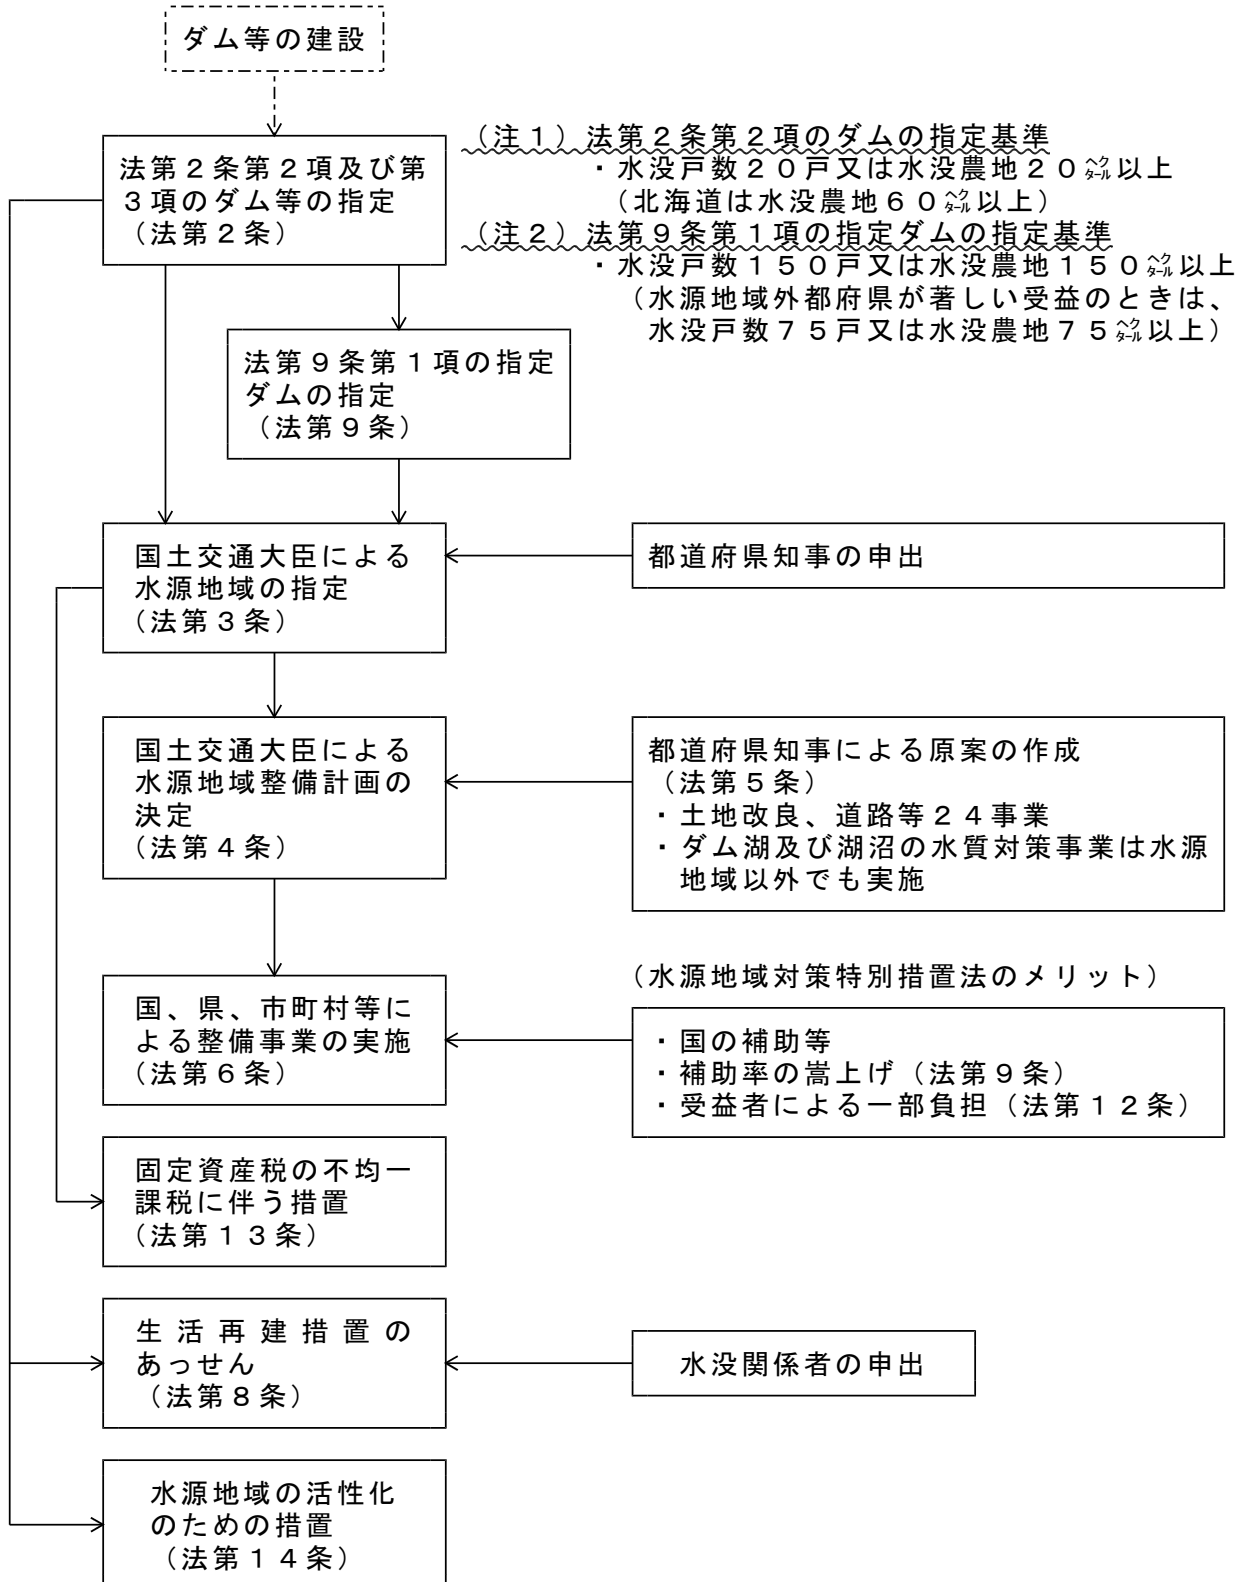 ダム等の建設
法第２条第２項及び第
３項のダム等の指定
（法第２条）
（注１）法第２条第２項のダムの指定基準
・水没戸数２０戸又は水没農地２０㌶以上
（北海道は水没農地６０㌶以上）
（注２）法第９条第１項の指定ダムの指定基準
・水没戸数１５０戸又は水没農地１５０㌶以上
（水源地域外都府県が著しい受益のときは、
水没戸数７５戸又は水没農地７５㌶以上）
法第９条第１項の指定
ダムの指定
（法第９条）
国土交通大臣による
水源地域の指定
（法第３条）
都道府県知事の申出
国土交通大臣による
水源地域整備計画の
決定
（法第４条）
都道府県知事による原案の作成
（法第５条）
・土地改良、道路等２４事業
・ダム湖及び湖沼の水質対策事業は水源
地域以外でも実施
国、県、市町村等に
よる整備事業の実施
（法第６条）
（水源地域対策特別措置法のメリット）
・国の補助等
・補助率の嵩上げ（法第９条）
・受益者による一部負担（法第１２条）
固定資産税の不均一
課税に伴う措置
（法第１３条）
生活再建措置の
あっせん
（法第８条）
水没関係者の申出
水源地域の活性化
のための措置
（法第１４条）